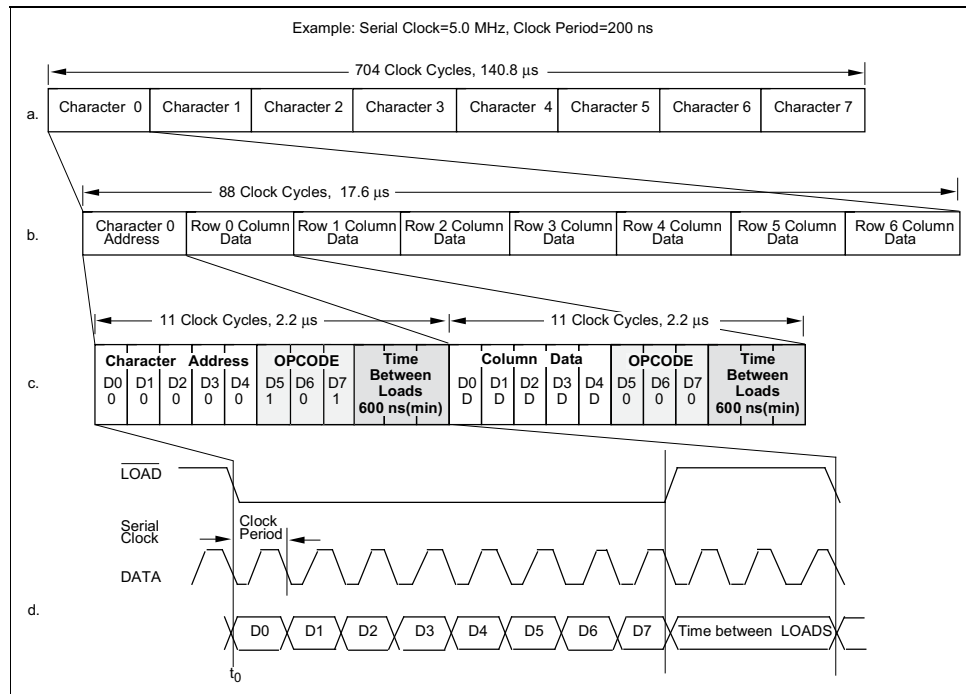 Example: Serial Clock=5.0 MHz, Clock Period=200 ns
704 Clock Cycles, 140.8 μs
a. Character 0 Character 1 Character 2 Character 3 Character 4 Character 5 Character 6 Character 7
88 Clock Cycles, 17.6 μs
b. Character 0 Address Row 0 Column Data Row 1 Column Data Row 2 Column Data Row 3 Column Data Row 4 Column Data Row 5 Column Data Row 6 Column Data
11 Clock Cycles, 2.2 μs 11 Clock Cycles, 2.2 μs
Character Address OPCODE Time Between Loads 600 ns(min) Column Data OPCODE Time Between Loads 600 ns(min)
c. D0 D1 D2 D3 D4 D5 D6 D7 D0 D1 D2 D3 D4 D5 D6 D7
0 0 0 0 0 1 0 1 D D D D D 0 0 0
LOAD
Serial Clock
Clock Period
DATA
d.
D0 D1 D2 D3 D4 D5 D6 D7 Time between LOADS
t0